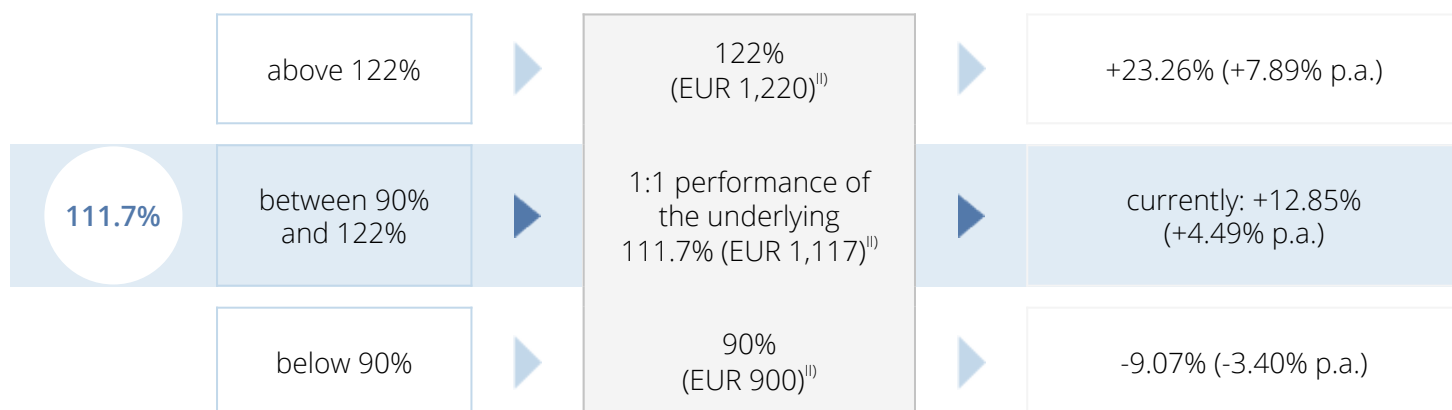 above 122%
122%
(EUR 1,220)II)
+23.26% (+7.89% p.a.)
111.7%
between 90%
and 122%
1:1 performance of
the underlying
111.7% (EUR 1,117)II)
currently: +12.85%
(+4.49% p.a.)
below 90%
90%
(EUR 900)II)
-9.07% (-3.40% p.a.)